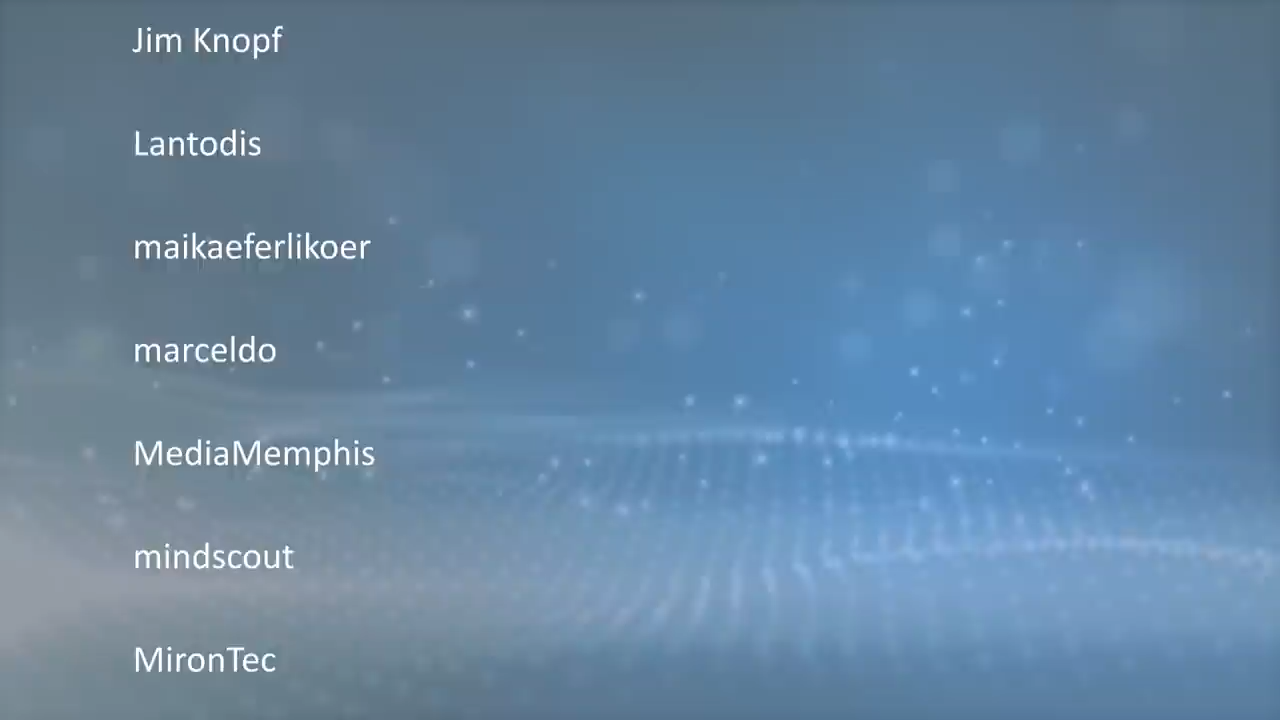 Jim Knopf
Lantodis
maikaeferlikoer
marceldo
MediaMemphis
mindscout
MironTec